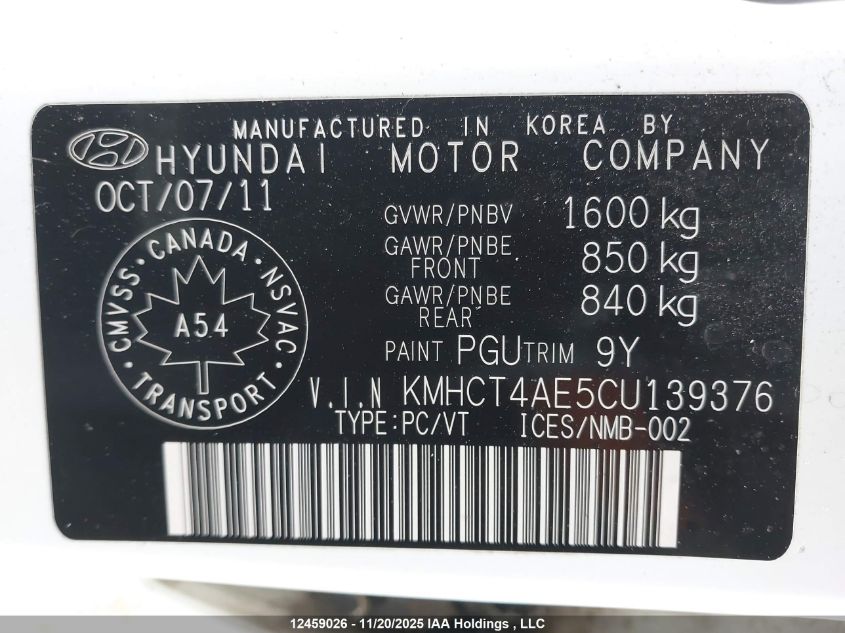 MANUFACTURED IN KOREA BY
HYUNDAI MOTOR COMPANY
OCT/07/11
GVWR/PNBV 1600 kg
GAWR/PNBE FRONT 850 kg
GAWR/PNBE REAR 840 kg
CMVSS • CANADA • NSVAC • TRANSPORT •
A54
PAINT PGU TRIM 9Y
V.I.N KMHCT4AE5CU139376
TYPE:PC/VT ICES/NMB-002
12459026 - 11/20/2025 IAA Holdings , LLC